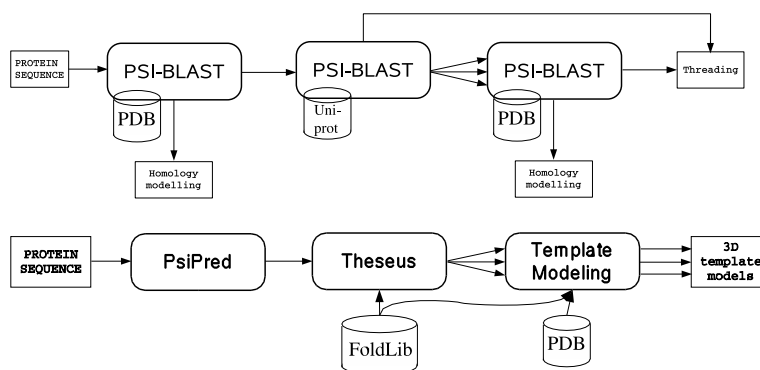 PROTEIN
SEQUENCE
PSI-BLAST
PDB
Homology
modelling
PSI-BLAST
Uni-
prot
PSI-BLAST
PDB
Homology
modelling
Threading
PROTEIN
SEQUENCE
PsiPred
Theseus
Template
Modeling
3D
template
models
FoldLib
PDB